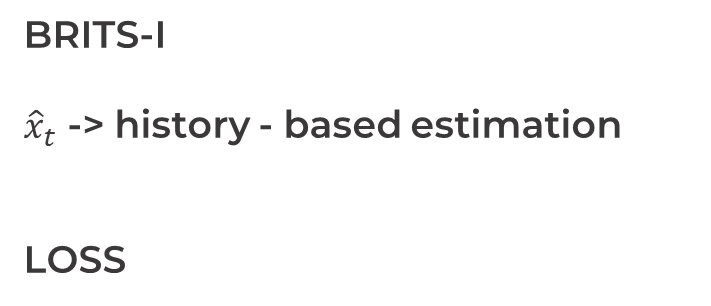 BRITS-I
x̂ₜ -> history - based estimation
LOSS